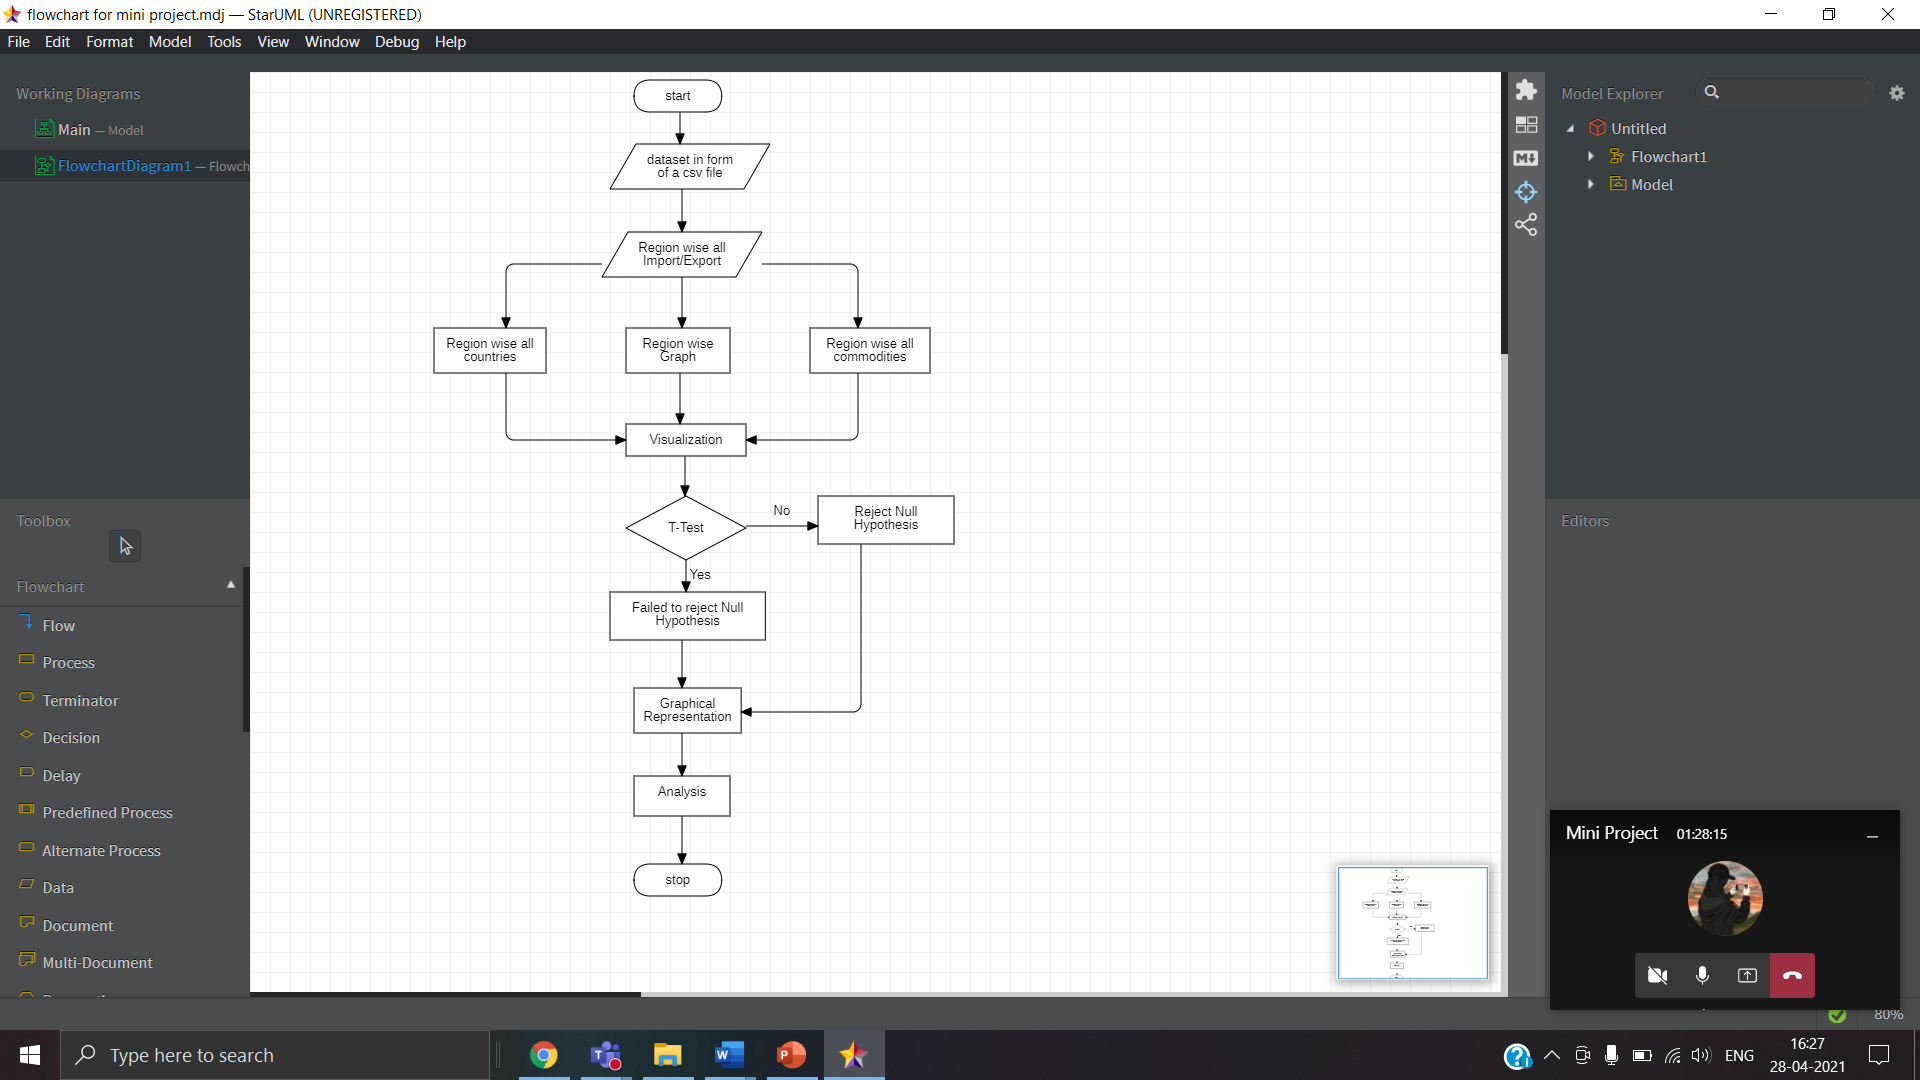 flowchart for mini project.mdj — StarUML (UNREGISTERED)
File Edit Format Model Tools View Window Debug Help
Working Diagrams
Main — Model
FlowchartDiagram1 — Flowch
Toolbox
Flowchart
Flow
Process
Terminator
Decision
Delay
Predefined Process
Alternate Process
Data
Document
Multi-Document
start
dataset in form
of a csv file
Region wise all
Import/Export
Region wise all
countries
Region wise
Graph
Region wise all
commodities
Visualization
T-Test
No
Reject Null
Hypothesis
Yes
Failed to reject Null
Hypothesis
Graphical
Representation
Analysis
stop
Model Explorer
Untitled
Flowchart1
Model
Editors
Mini Project 01:28:15
80%
Type here to search
ENG
16:27
28-04-2021